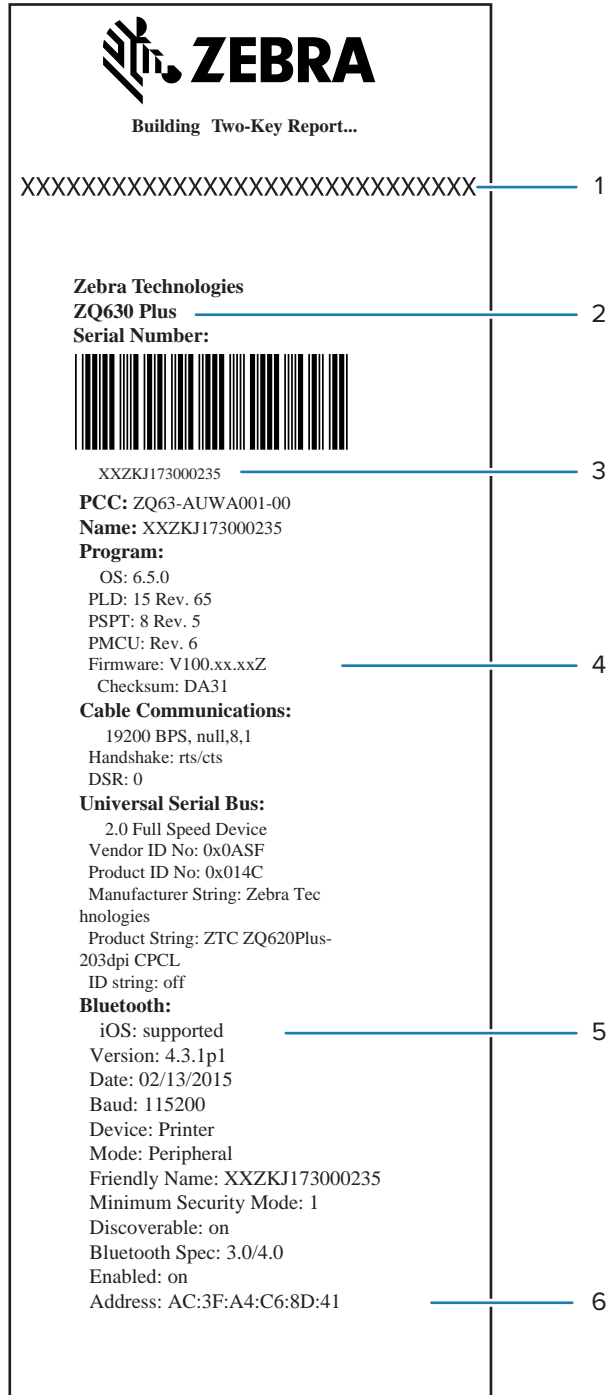 ZEBRA
Building Two-Key Report...
XXXXXXXXXXXXXXXXXXXXXXXXXXXXXX 1
Zebra Technologies
ZQ630 Plus 2
Serial Number:
XXZKJ173000235 3
PCC: ZQ63-AUWA001-00
Name: XXZKJ173000235
Program:
OS: 6.5.0
PLD: 15 Rev. 65
PSPT: 8 Rev. 5
PMCU: Rev. 6
Firmware: V100.xx.xxZ 4
Checksum: DA31
Cable Communications:
19200 BPS, null,8,1
Handshake: rts/cts
DSR: 0
Universal Serial Bus:
2.0 Full Speed Device
Vendor ID No: 0x0ASF
Product ID No: 0x014C
Manufacturer String: Zebra Tec
hnologies
Product String: ZTC ZQ620Plus-
203dpi CPCL
ID string: off
Bluetooth:
iOS: supported 5
Version: 4.3.1p1
Date: 02/13/2015
Baud: 115200
Device: Printer
Mode: Peripheral
Friendly Name: XXZKJ173000235
Minimum Security Mode: 1
Discoverable: on
Bluetooth Spec: 3.0/4.0
Enabled: on
Address: AC:3F:A4:C6:8D:41 6